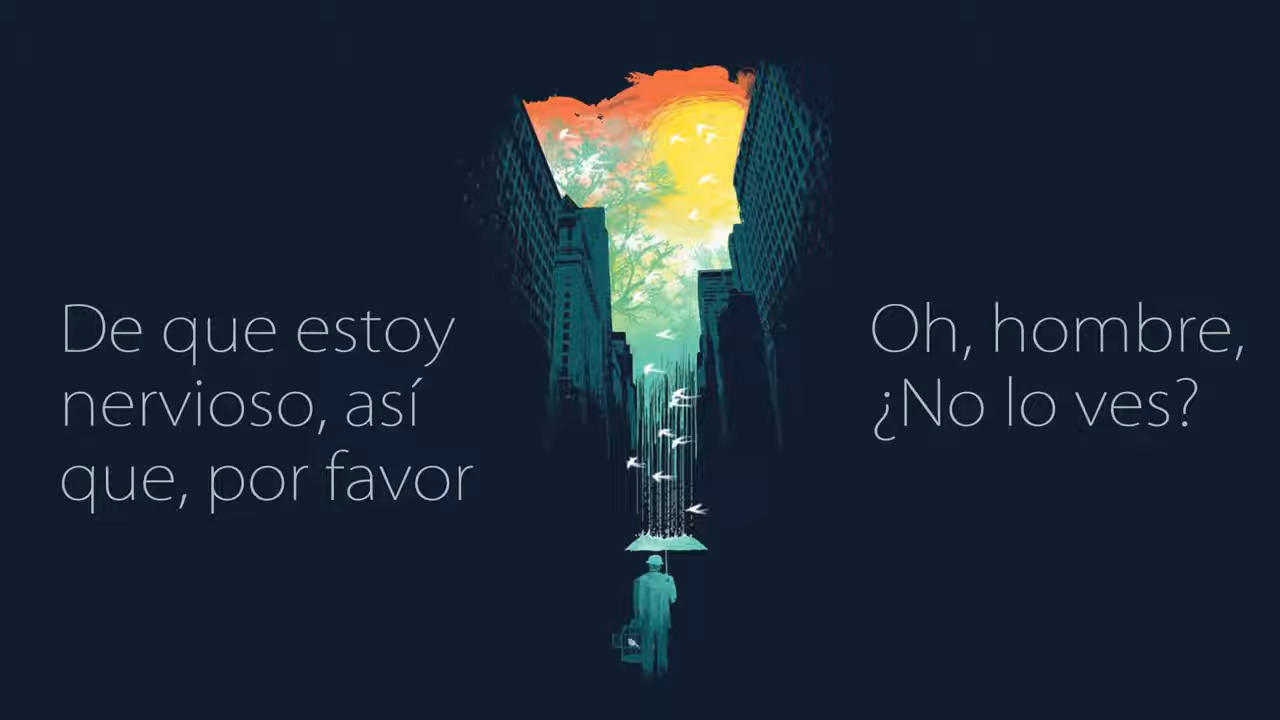 De que estoy
nervioso, así
que, por favor
Oh, hombre,
¿No lo ves?